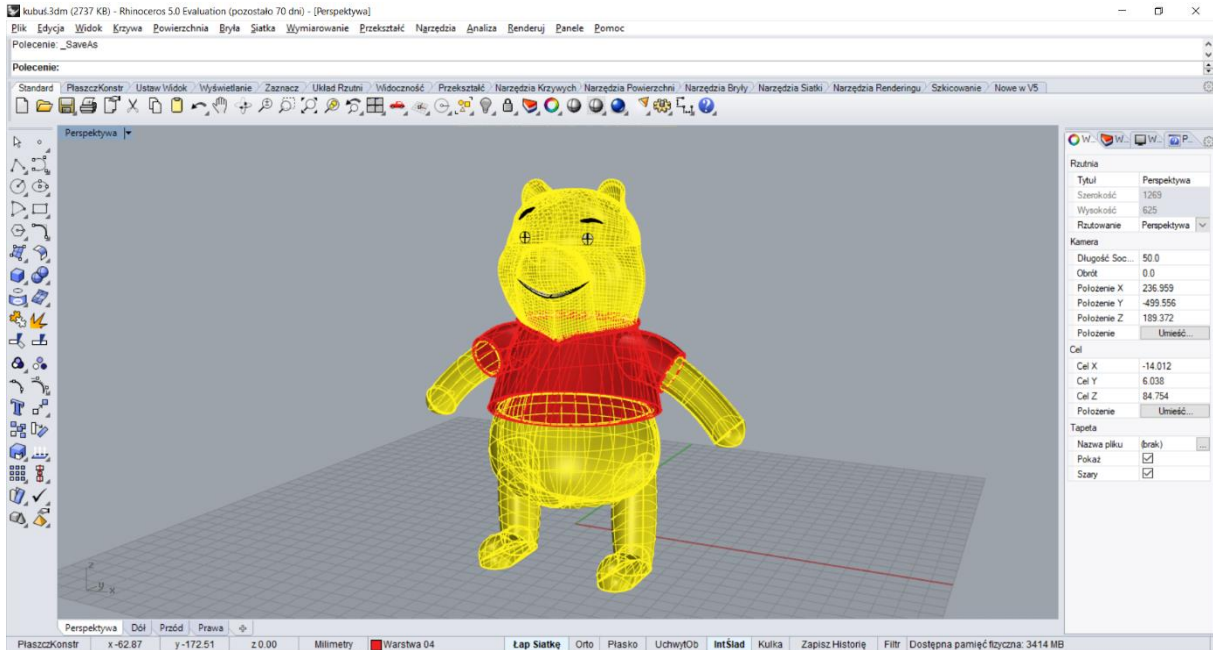 kubuś.3dm (2737 KB) - Rhinoceros 5.0 Evaluation (pozostało 70 dni) - [Perspektywa]
Plik Edycja Widok Krzywa Powierzchnia Bryła Siatka Wymiarowanie Przekształć Narzędzia Analiza Renderuj Panele Pomoc
Polecenie: _SaveAs
Polecenie:
Standard PłaszczKonstr Ustaw Widok Wyświetlanie Zaznacz Układ Rzutni Widoczność Przekształć Narzędzia Krzywych Narzędzia Powierzchni Narzędzia Bryły Narzędzia Siatki Narzędzia Renderingu Szkicowanie Nowe w V5
Perspektywa
W... W... W... P...
Rzutnia
Tytuł Perspektywa
Szerokość 1269
Wysokość 625
Rzutowanie Perspektywa
Kamera
Długość Soc... 50.0
Obrót 0.0
Położenie X 236.959
Położenie Y -499.556
Położenie Z 189.372
Położenie Umieść...
Cel
Cel X -14.012
Cel Y 6.038
Cel Z 84.754
Położenie Umieść...
Tapeta
Nazwa pliku (brak) ...
Pokaż
Szary
z
y x
Perspektywa Dół Przód Prawa
PłaszczKonstr x -62.87 y -172.51 z 0.00 Milimetry Warstwa 04 Łap Siatkę Orto Płasko UchwytOb IntŚlad Kulka Zapisz Historię Filtr Dostępna pamięć fizyczna: 3414 MB